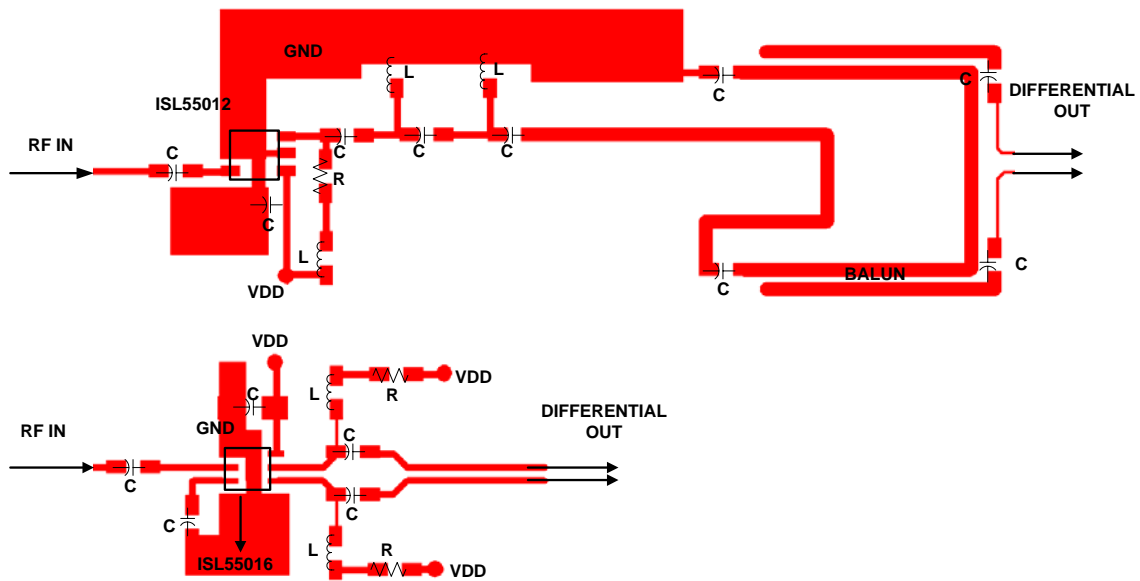 GND
L
L
C
C
DIFFERENTIAL
OUT
ISL55012
RF IN
C
C
C
C
R
C
L
VDD
C
BALUN
C
VDD
L
R
VDD
C
GND
DIFFERENTIAL
OUT
RF IN
C
C
C
C
L
R
ISL55016
VDD